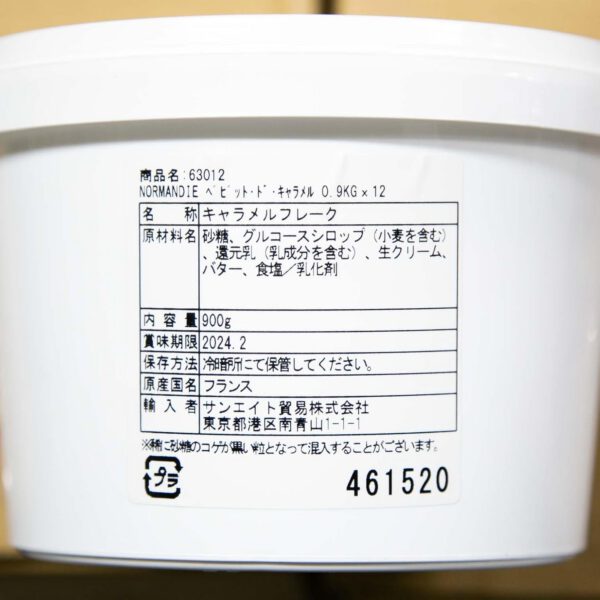 商品名:63012
NORMANDIE ペピット・ド・キャラメル 0.9KG x 12
名 称 キャラメルフレーク
原材料名 砂糖、グルコースシロップ（小麦を含む）
、還元乳（乳成分を含む）、生クリーム、
バター、食塩／乳化剤
内容量 900g
賞味期限 2024.2
保存方法 冷暗所にて保管してください。
原産国名 フランス
輸入者 サンエイト貿易株式会社
東京都港区南青山1-1-1
※稀に砂糖のコゲが黒い粒となって混入することがございます。
プラ
461520